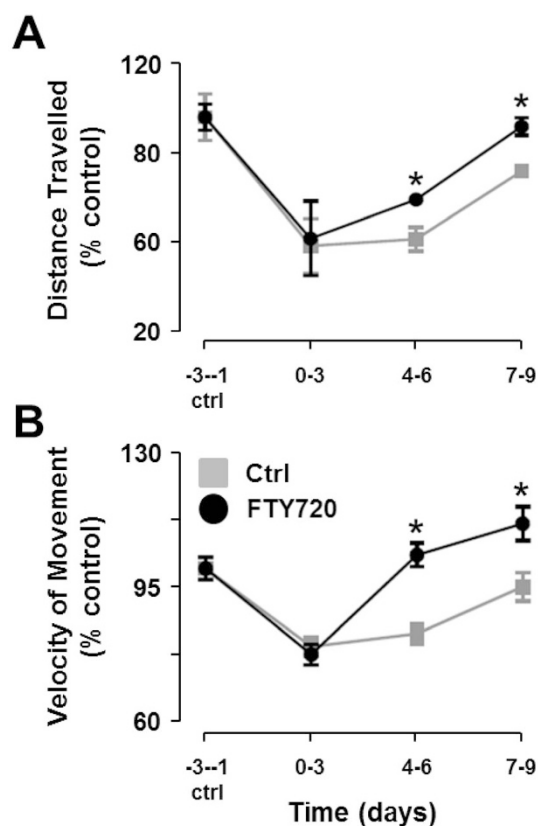 A
Distance Travelled
(% control)
120
80
60
20
*
*
-3--1
ctrl
0-3
4-6
7-9
B
Velocity of Movement
(% control)
130
95
60
Ctrl
FTY720
*
*
-3--1
ctrl
0-3
4-6
7-9
Time (days)